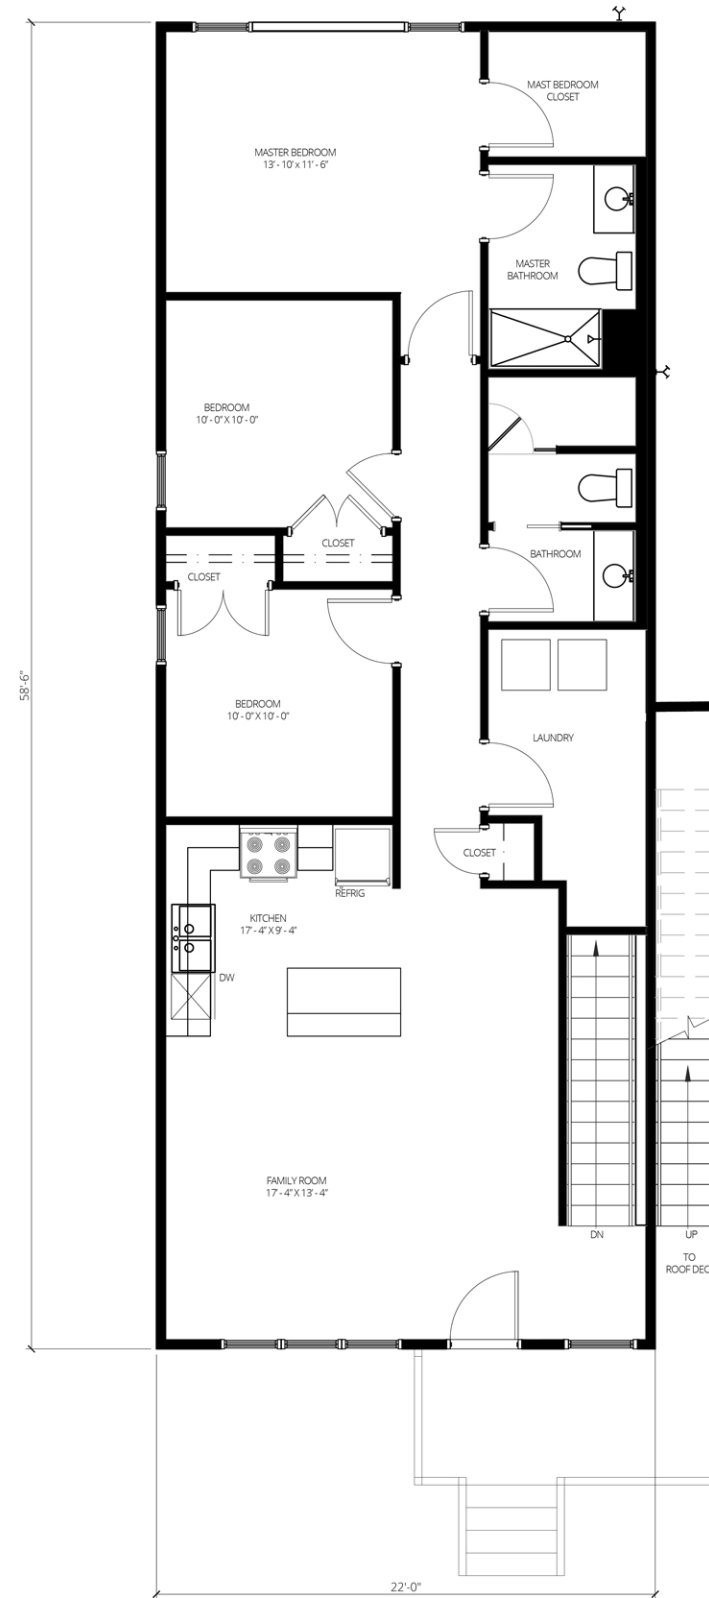 MAST BEDROOM
CLOSET
MASTER BEDROOM
13' - 10' x 11' - 6"
MASTER
BATHROOM
BEDROOM
10' - 0" X 10' - 0"
CLOSET
BATHROOM
CLOSET
58'-6"
BEDROOM
10' - 0" X 10' - 0"
LAUNDRY
CLOSET
REFRIG
KITCHEN
17' - 4" X 9' - 4"
DW
FAMILY ROOM
17' - 4" X 13' - 4"
DN
UP
TO
ROOF DEC
22'-0"